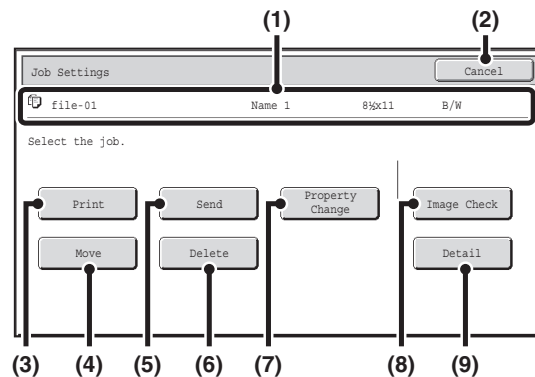 (1) (2)
Job Settings Cancel
file-01 Name 1 8½x11 B/W
Select the job.
Print Send Property Change Image Check
Move Delete Detail
(3) (4) (5) (6) (7) (8) (9)